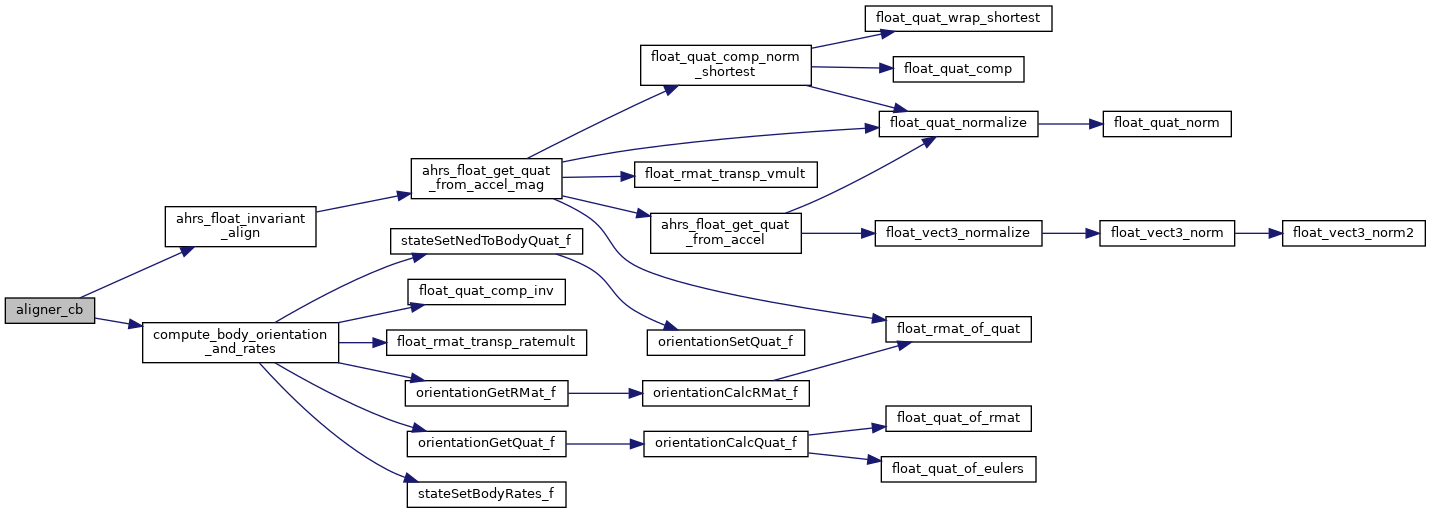 float_quat_wrap_shortest
float_quat_comp_norm
_shortest
float_quat_comp
float_quat_normalize
float_quat_norm
ahrs_float_get_quat
_from_accel_mag
float_rmat_transp_vmult
ahrs_float_invariant
_align
ahrs_float_get_quat
_from_accel
float_vect3_normalize
float_vect3_norm
float_vect3_norm2
stateSetNedToBodyQuat_f
float_quat_comp_inv
aligner_cb
compute_body_orientation
_and_rates
float_rmat_transp_ratemult
orientationSetQuat_f
float_rmat_of_quat
orientationGetRMat_f
orientationCalcRMat_f
float_quat_of_rmat
orientationGetQuat_f
orientationCalcQuat_f
float_quat_of_eulers
stateSetBodyRates_f